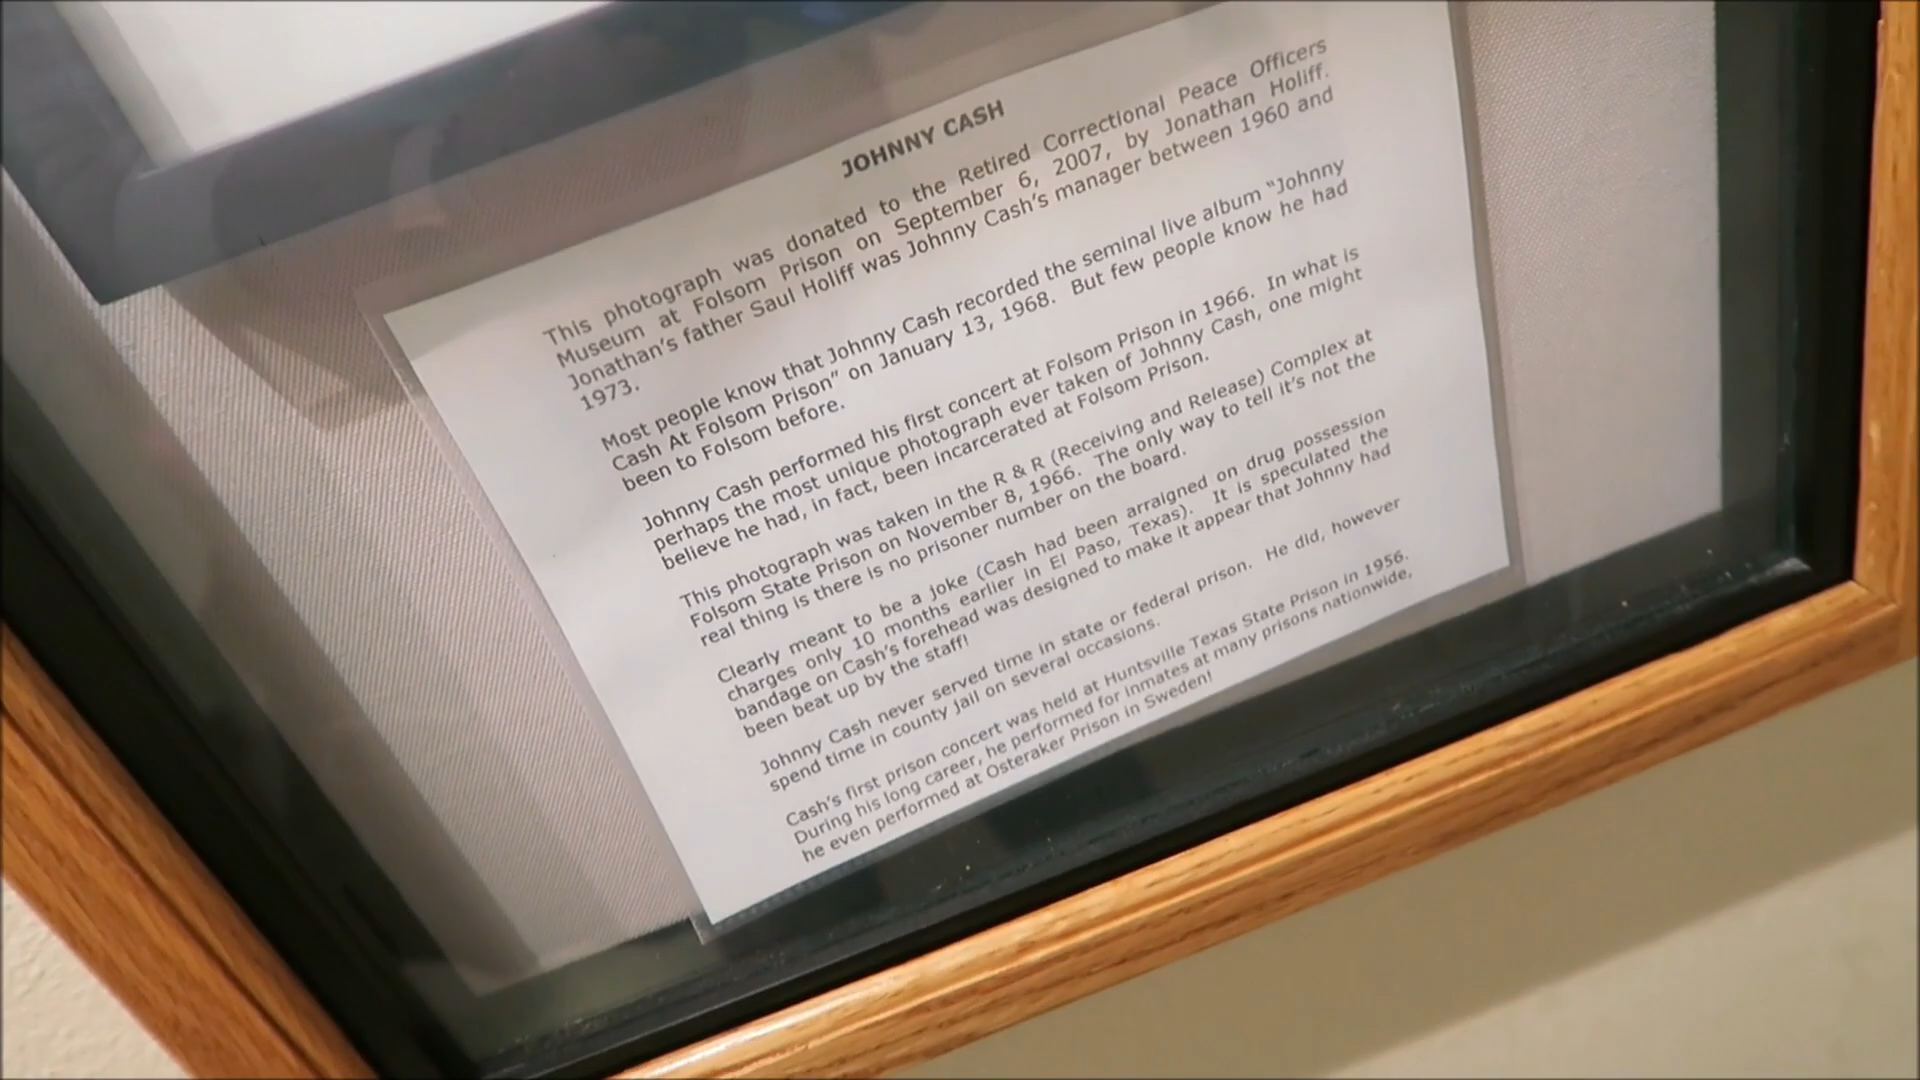 JOHNNY CASH
This photograph was donated to the Retired Correctional Peace Officers
Museum at Folsom Prison on September 6, 2007, by Jonathan Holiff.
Jonathan's father Saul Holiff was Johnny Cash's manager between 1960 and
1973.
Most people know that Johnny Cash recorded the seminal live album "Johnny
Cash At Folsom Prison" on January 13, 1968. But few people know he had
been to Folsom before.
Johnny Cash performed his first concert at Folsom Prison in 1966. In what is
perhaps the most unique photograph ever taken of Johnny Cash, one might
believe he had, in fact, been incarcerated at Folsom Prison.
This photograph was taken in the R & R (Receiving and Release) Complex at
Folsom State Prison on November 8, 1966. The only way to tell it's not the
real thing is there is no prisoner number on the board.
Clearly meant to be a joke (Cash had been arraigned on drug possession
charges only 10 months earlier in El Paso, Texas). It is speculated the
bandage on Cash's forehead was designed to make it appear that Johnny had
been beat up by the staff!
Johnny Cash never served time in state or federal prison. He did, however
spend time in county jail on several occasions.
Cash's first prison concert was held at Huntsville Texas State Prison in 1956.
During his long career, he performed for inmates at many prisons nationwide,
he even performed at Osteraker Prison in Sweden!